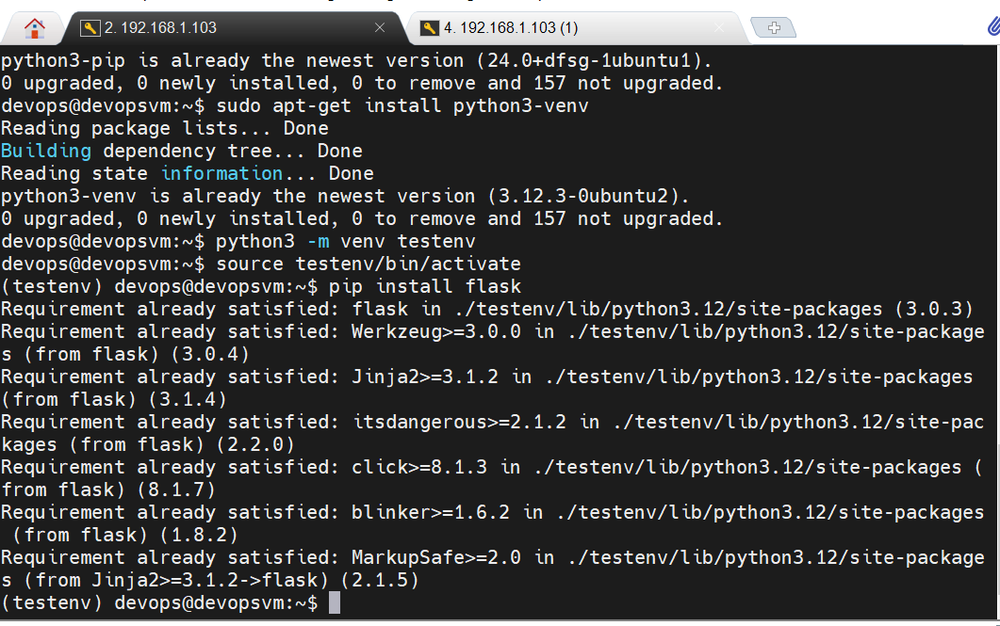 2. 192.168.1.103
4. 192.168.1.103 (1)
python3-pip is already the newest version (24.0+dfsg-1ubuntu1).
0 upgraded, 0 newly installed, 0 to remove and 157 not upgraded.
devops@devopsvm:~$ sudo apt-get install python3-venv
Reading package lists... Done
Building dependency tree... Done
Reading state information... Done
python3-venv is already the newest version (3.12.3-0ubuntu2).
0 upgraded, 0 newly installed, 0 to remove and 157 not upgraded.
devops@devopsvm:~$ python3 -m venv testenv
devops@devopsvm:~$ source testenv/bin/activate
(testenv) devops@devopsvm:~$ pip install flask
Requirement already satisfied: flask in ./testenv/lib/python3.12/site-packages (3.0.3)
Requirement already satisfied: Werkzeug>=3.0.0 in ./testenv/lib/python3.12/site-package
s (from flask) (3.0.4)
Requirement already satisfied: Jinja2>=3.1.2 in ./testenv/lib/python3.12/site-packages
(from flask) (3.1.4)
Requirement already satisfied: itsdangerous>=2.1.2 in ./testenv/lib/python3.12/site-pac
kages (from flask) (2.2.0)
Requirement already satisfied: click>=8.1.3 in ./testenv/lib/python3.12/site-packages (
from flask) (8.1.7)
Requirement already satisfied: blinker>=1.6.2 in ./testenv/lib/python3.12/site-packages
(from flask) (1.8.2)
Requirement already satisfied: MarkupSafe>=2.0 in ./testenv/lib/python3.12/site-package
s (from Jinja2>=3.1.2->flask) (2.1.5)
(testenv) devops@devopsvm:~$